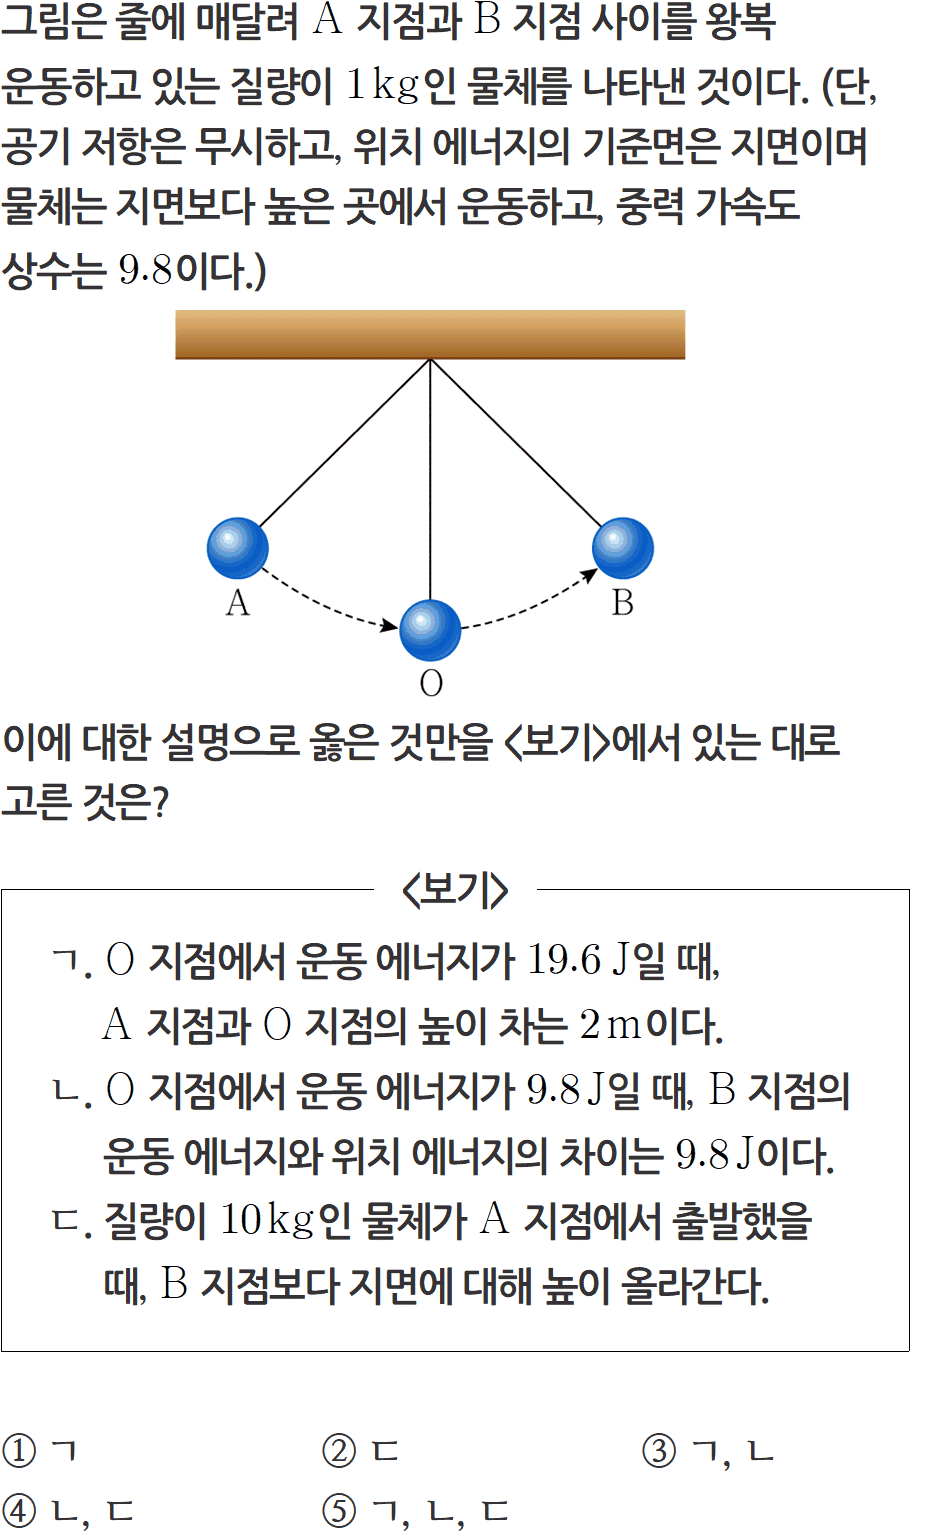 그림은 줄에 매달려 A 지점과 B 지점 사이를 왕복
운동하고 있는 질량이 1 kg인 물체를 나타낸 것이다. (단,
공기 저항은 무시하고, 위치 에너지의 기준면은 지면이며
물체는 지면보다 높은 곳에서 운동하고, 중력 가속도
상수는 9.8이다.)
A
B
O
이에 대한 설명으로 옳은 것만을 <보기>에서 있는 대로
고른 것은?
<보기>
ㄱ. O 지점에서 운동 에너지가 19.6 J일 때,
A 지점과 O 지점의 높이 차는 2 m이다.
ㄴ. O 지점에서 운동 에너지가 9.8 J일 때, B 지점의
운동 에너지와 위치 에너지의 차이는 9.8 J이다.
ㄷ. 질량이 10 kg인 물체가 A 지점에서 출발했을
때, B 지점보다 지면에 대해 높이 올라간다.
① ㄱ ② ㄷ ③ ㄱ, ㄴ
④ ㄴ, ㄷ ⑤ ㄱ, ㄴ, ㄷ